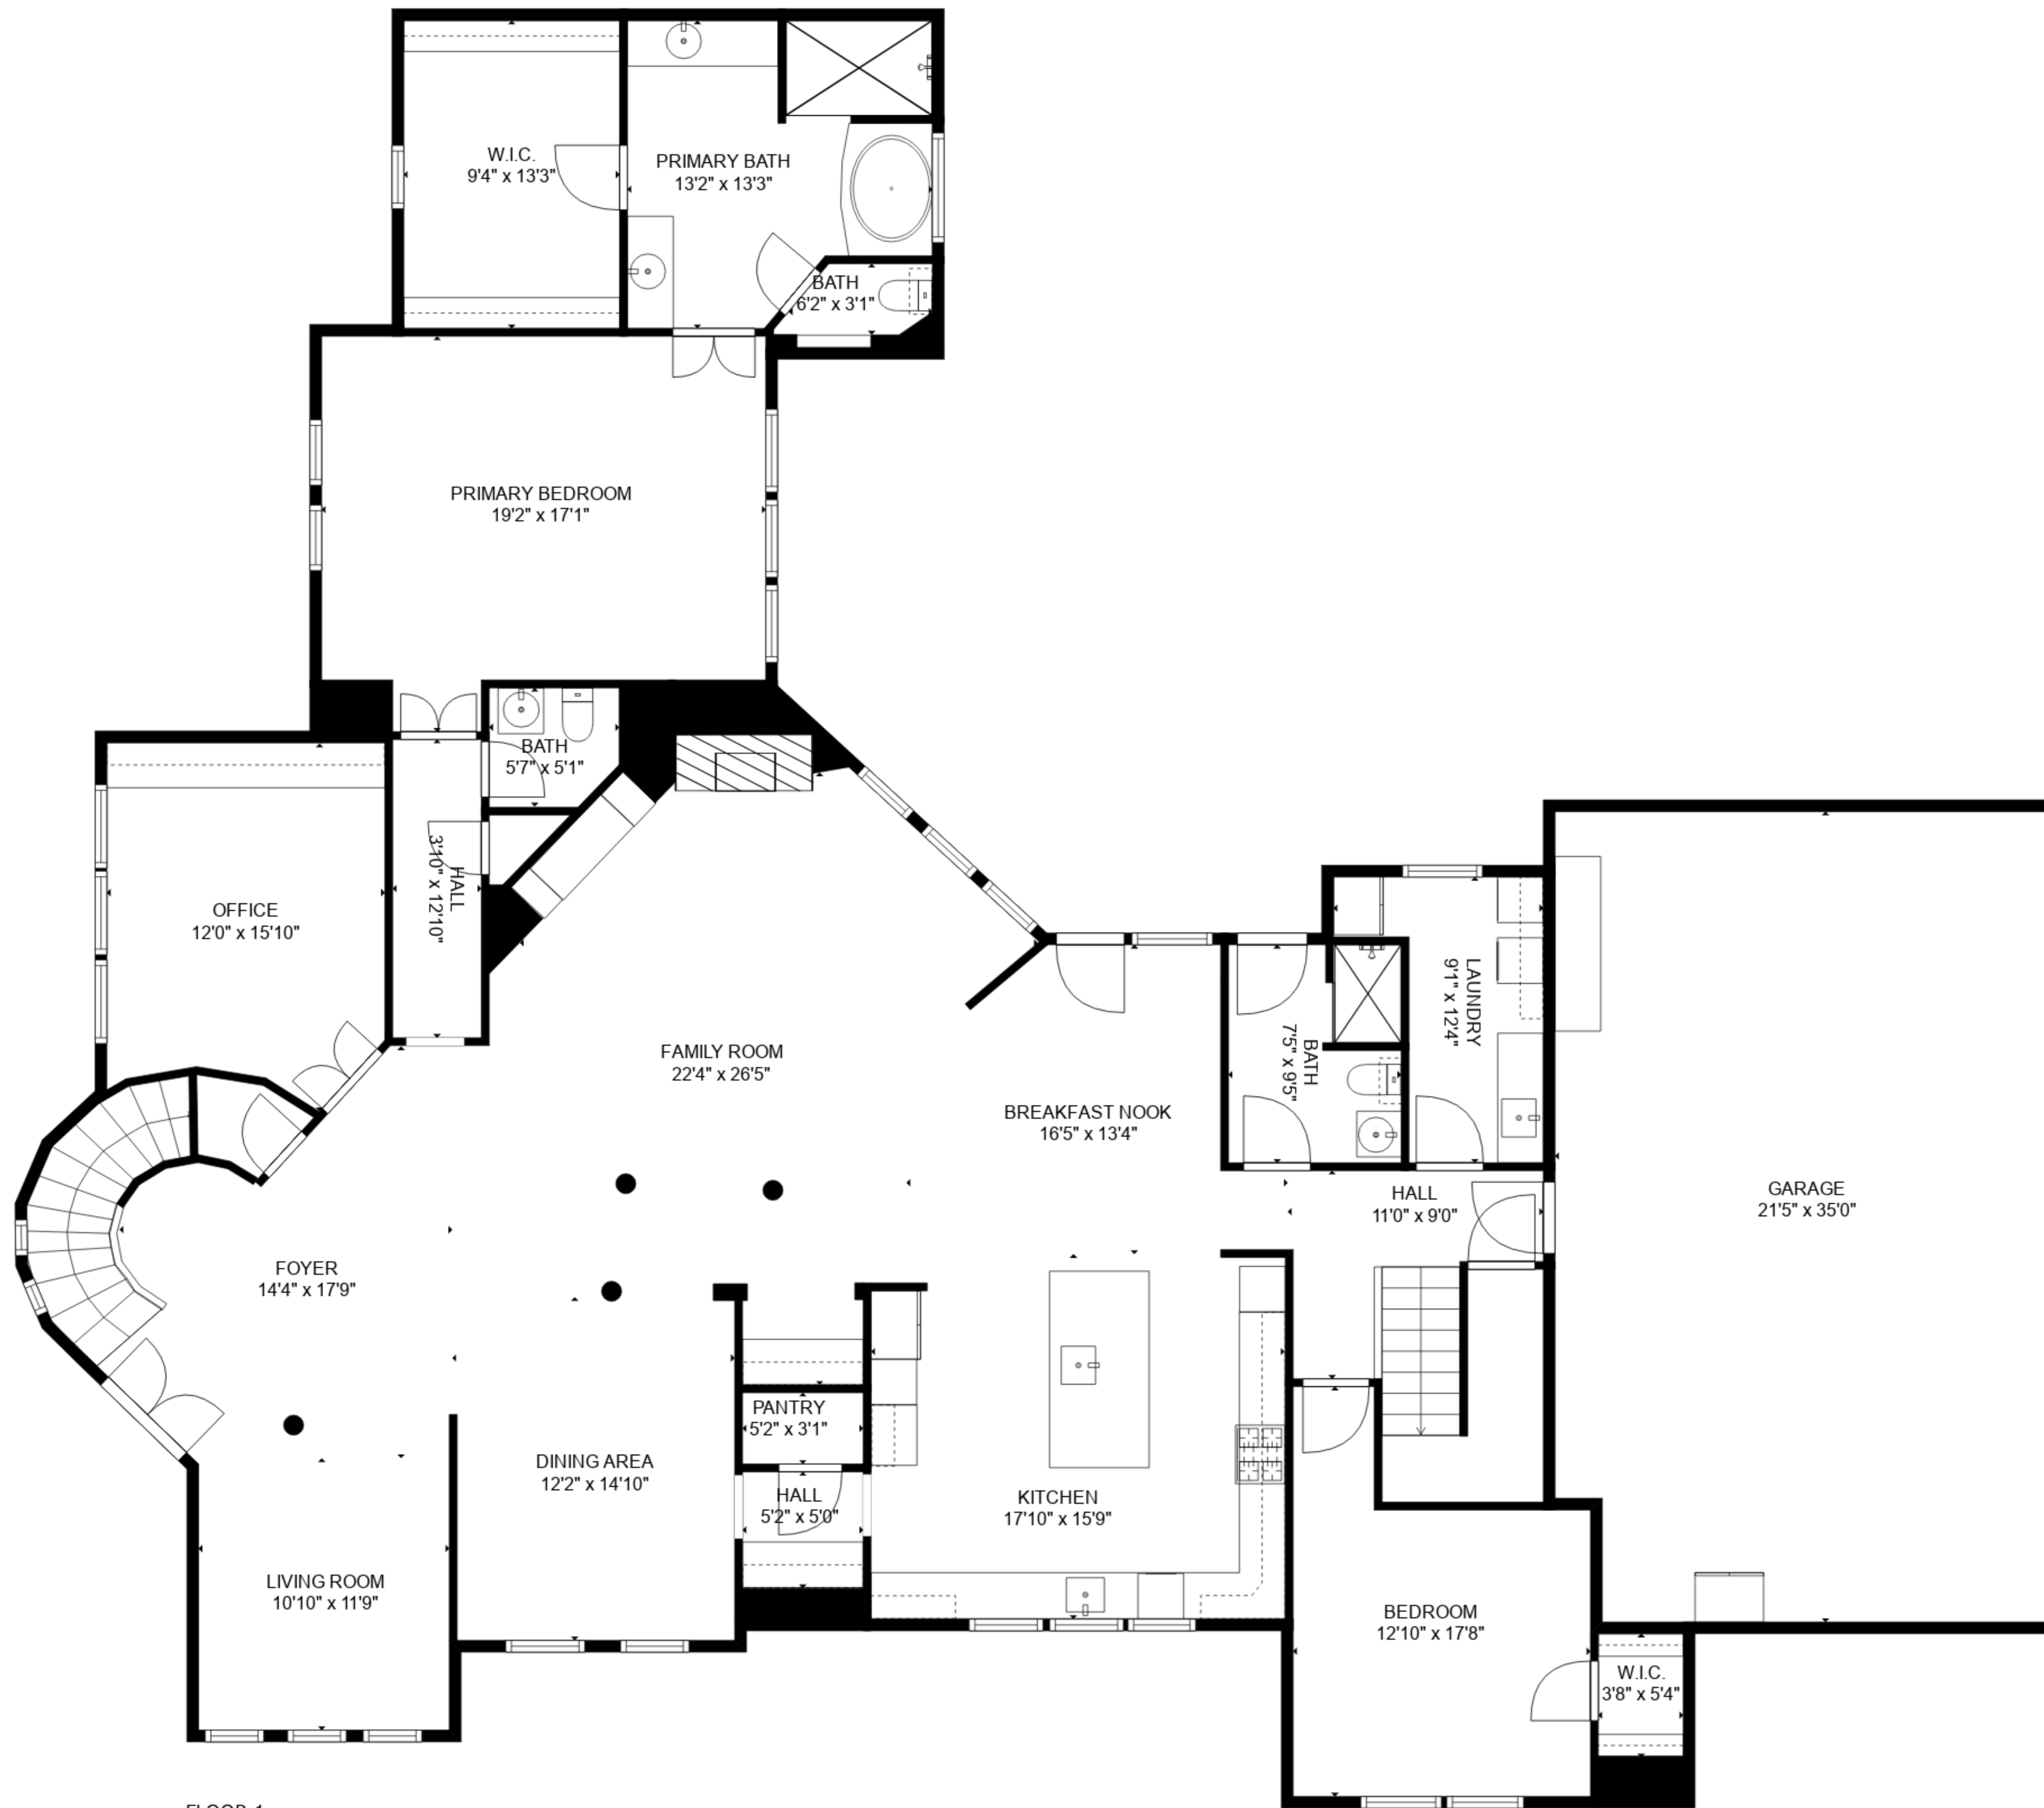 W.I.C.
9'4" x 13'3"
PRIMARY BATH
13'2" x 13'3"
BATH
6'2" x 3'1"
PRIMARY BEDROOM
19'2" x 17'1"
BATH
5'7" x 5'1"
HALL
3'10" x 12'10"
OFFICE
12'0" x 15'10"
FAMILY ROOM
22'4" x 26'5"
BREAKFAST NOOK
16'5" x 13'4"
BATH
7'5" x 9'5"
LAUNDRY
9'1" x 12'4"
HALL
11'0" x 9'0"
GARAGE
21'5" x 35'0"
FOYER
14'4" x 17'9"
PANTRY
5'2" x 3'1"
DINING AREA
12'2" x 14'10"
HALL
5'2" x 5'0"
KITCHEN
17'10" x 15'9"
LIVING ROOM
10'10" x 11'9"
BEDROOM
12'10" x 17'8"
W.I.C.
3'8" x 5'4"
FLOOR 1